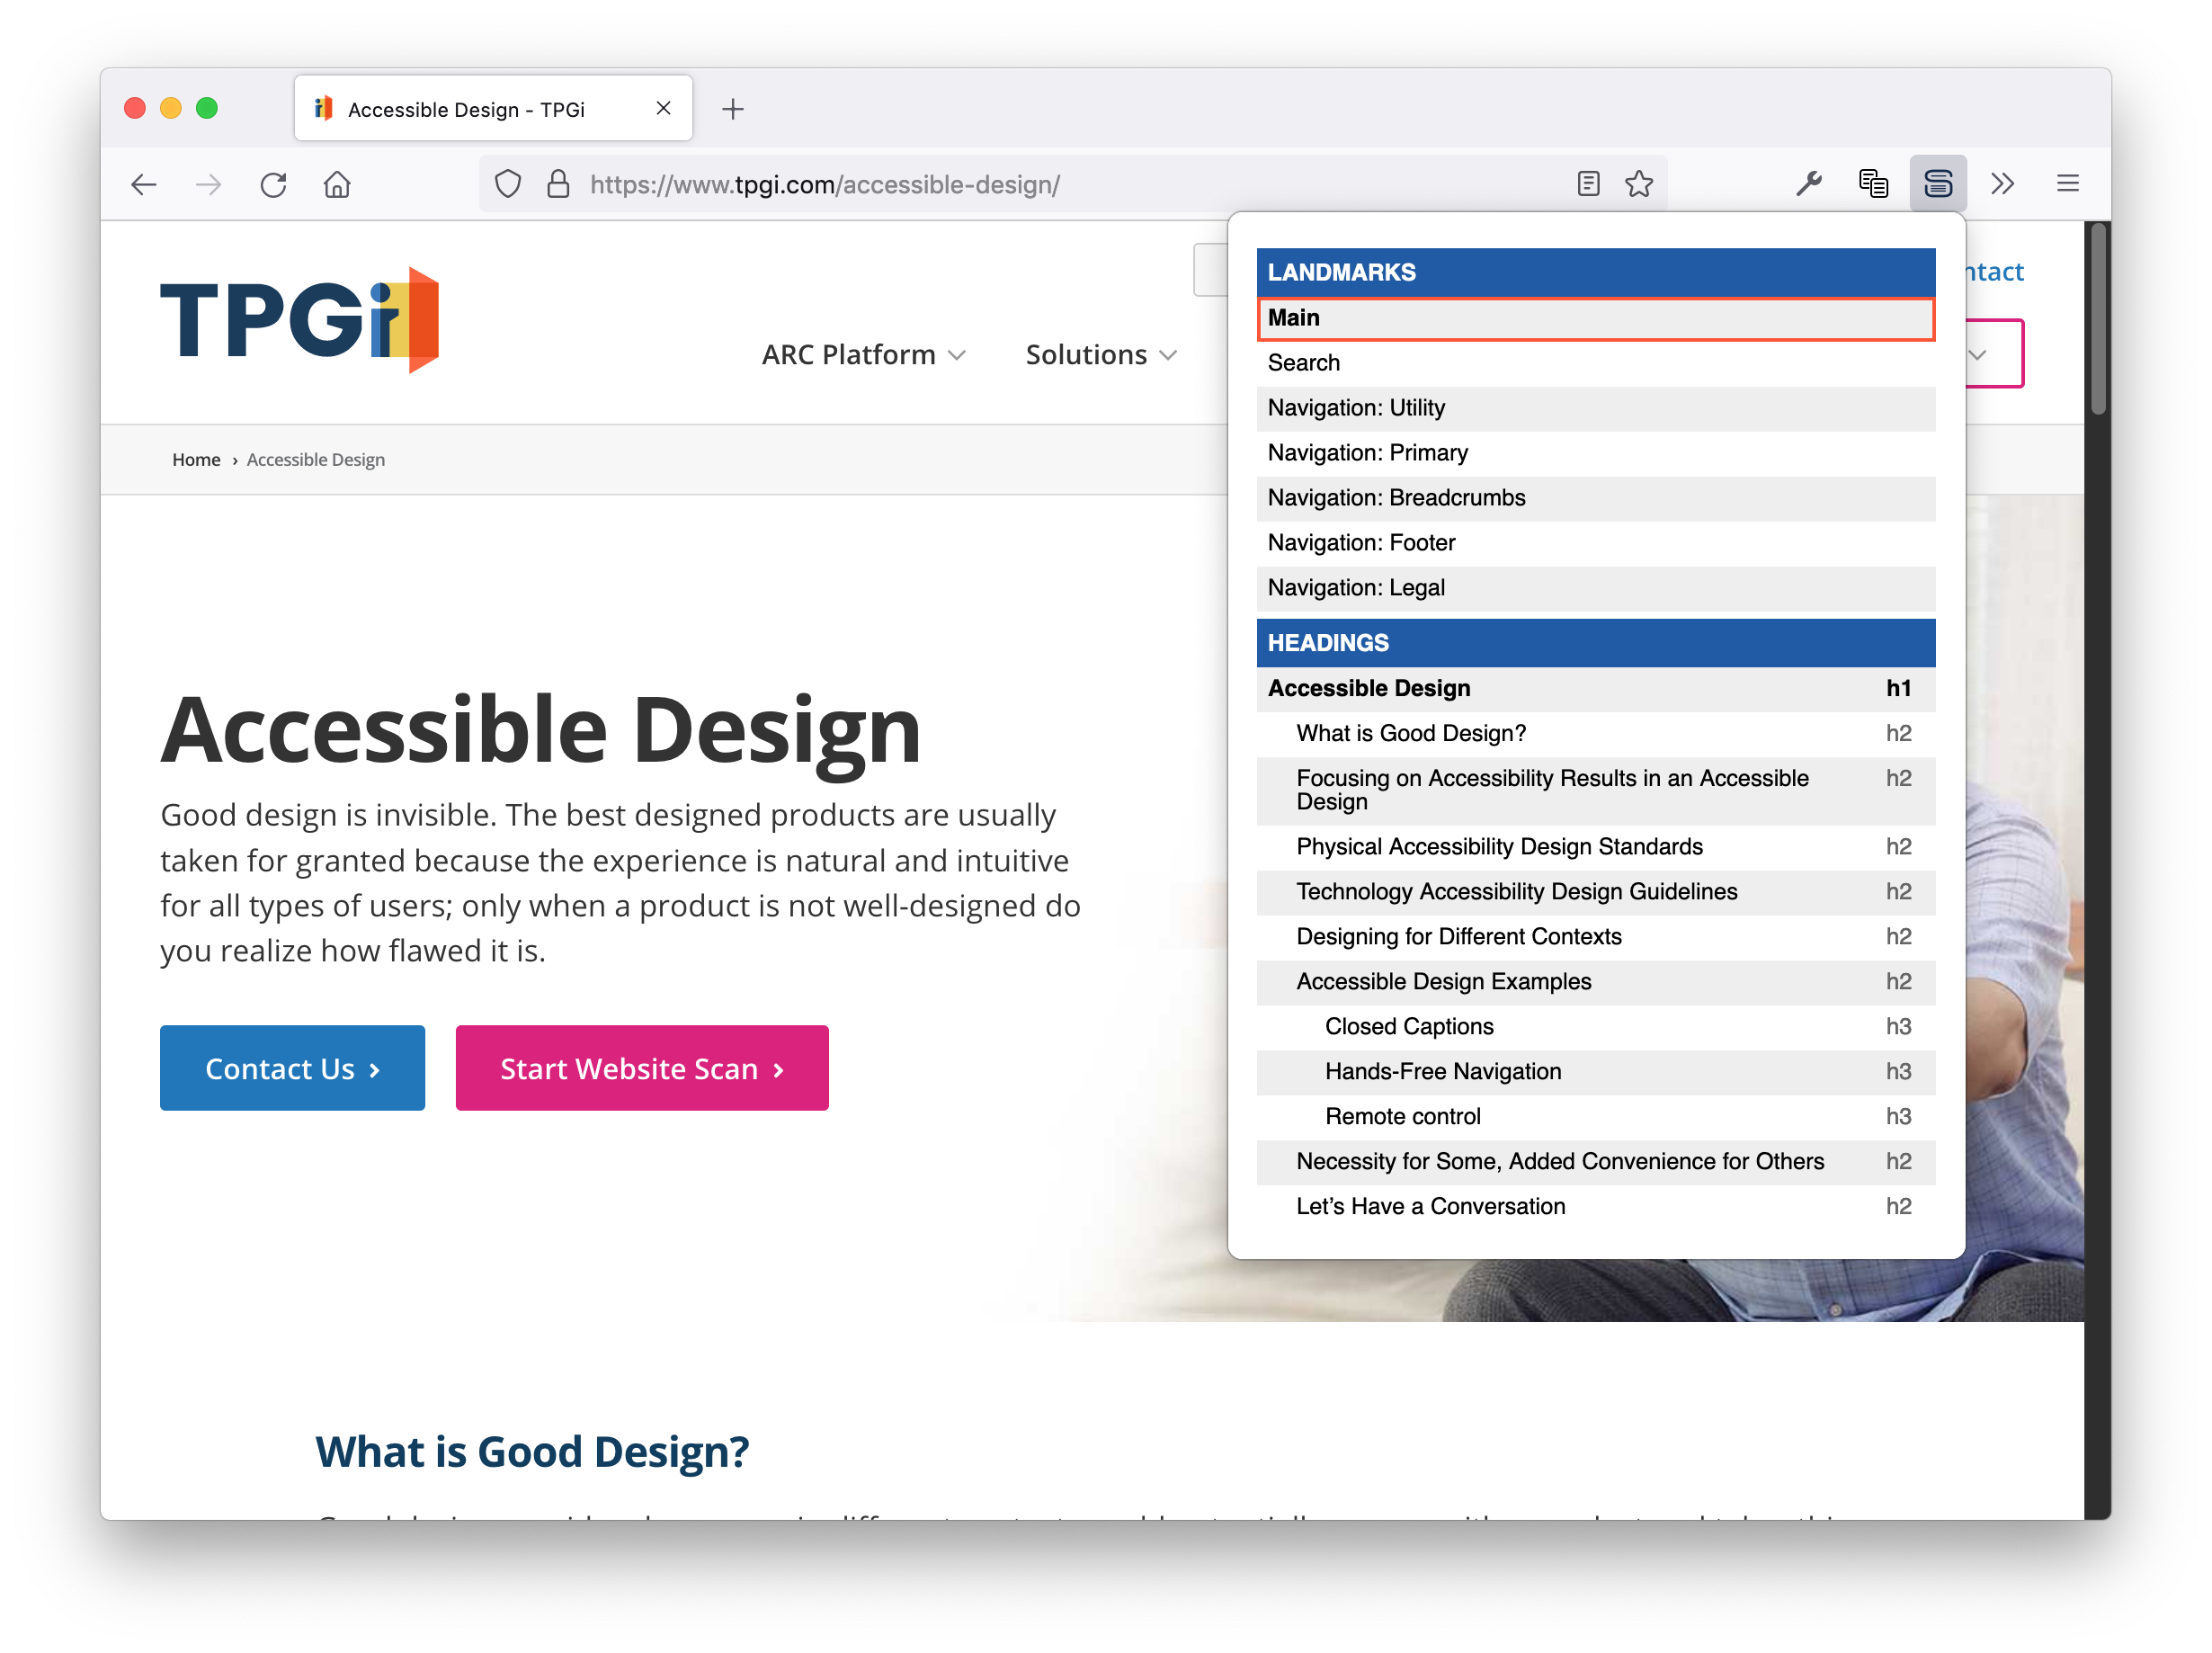 Accessible Design - TPGi
https://www.tpgi.com/accessible-design/
TPGi
ntact
ARC Platform
Solutions
Home › Accessible Design
Accessible Design
Good design is invisible. The best designed products are usually
taken for granted because the experience is natural and intuitive
for all types of users; only when a product is not well-designed do
you realize how flawed it is.
Contact Us ›
Start Website Scan ›
What is Good Design?
LANDMARKS
Main
Search
Navigation: Utility
Navigation: Primary
Navigation: Breadcrumbs
Navigation: Footer
Navigation: Legal
HEADINGS
Accessible Design h1
What is Good Design? h2
Focusing on Accessibility Results in an Accessible h2
Design
Physical Accessibility Design Standards h2
Technology Accessibility Design Guidelines h2
Designing for Different Contexts h2
Accessible Design Examples h2
Closed Captions h3
Hands-Free Navigation h3
Remote control h3
Necessity for Some, Added Convenience for Others h2
Let’s Have a Conversation h2